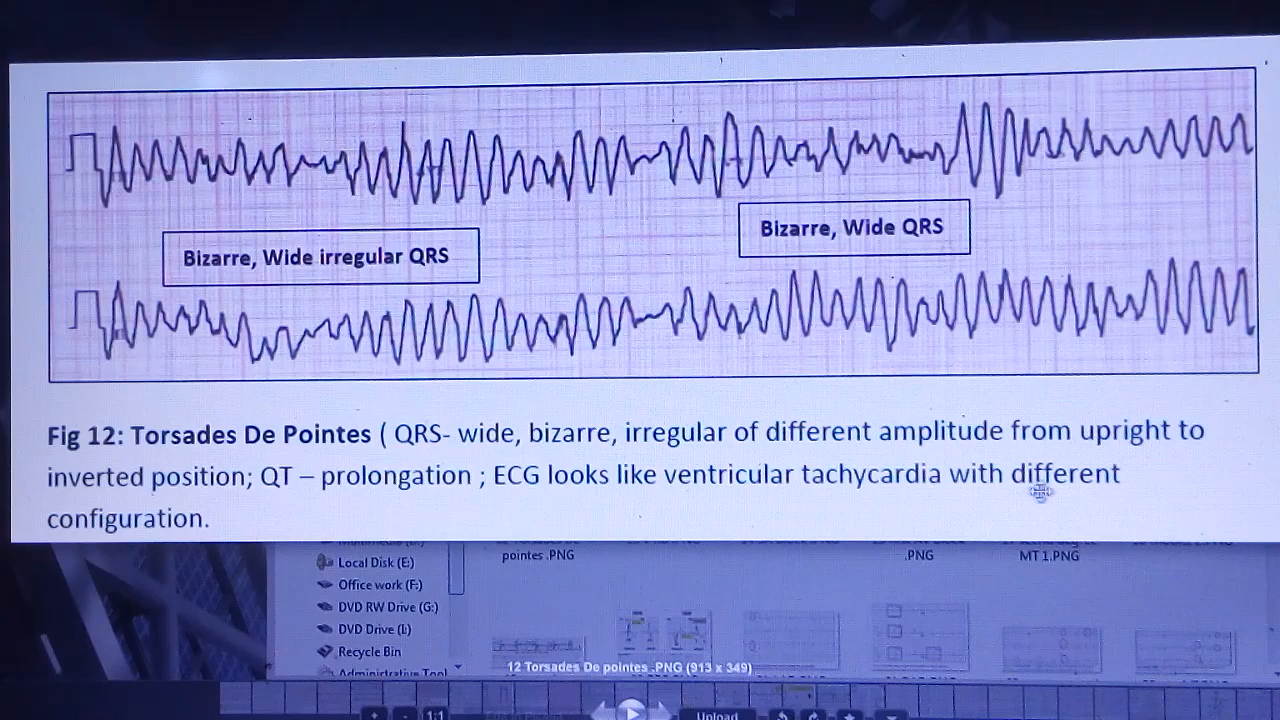 Bizarre, Wide QRS
Bizarre, Wide irregular QRS
Fig 12: Torsades De Pointes ( QRS- wide, bizarre, irregular of different amplitude from upright to
inverted position; QT – prolongation ; ECG looks like ventricular tachycardia with different
configuration.
Local Disk (E:)
Office work (F:)
DVD RW Drive (G:)
DVD Drive (I:)
Recycle Bin
Administrative Tool
pointes .PNG
.PNG
MT 1.PNG
12 Torsades De pointes .PNG (913 x 349)
1:1
Upload